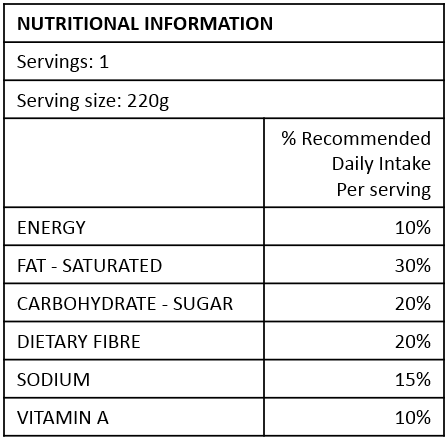 NUTRITIONAL INFORMATION
Servings: 1
Serving size: 220g
% Recommended
Daily Intake
Per serving
ENERGY 10%
FAT - SATURATED 30%
CARBOHYDRATE - SUGAR 20%
DIETARY FIBRE 20%
SODIUM 15%
VITAMIN A 10%